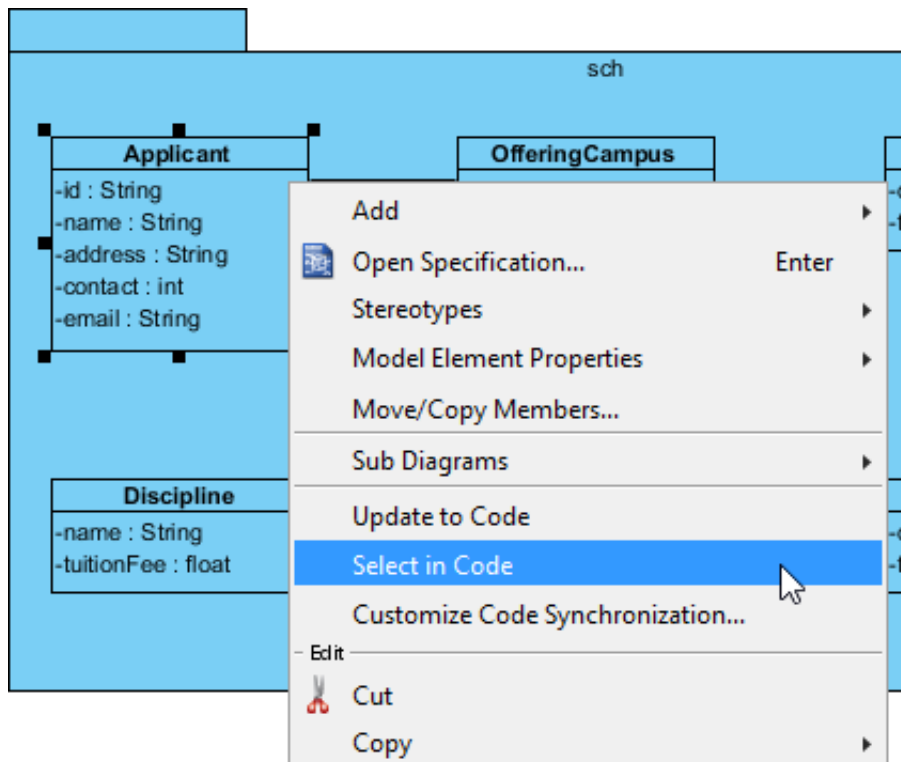 sch
Applicant
-id : String
-name : String
-address : String
-contact : int
-email : String
OfferingCampus
Discipline
-name : String
-tuitionFee : float
Add
Open Specification... Enter
Stereotypes
Model Element Properties
Move/Copy Members...
Sub Diagrams
Update to Code
Select in Code
Customize Code Synchronization...
Edit
Cut
Copy